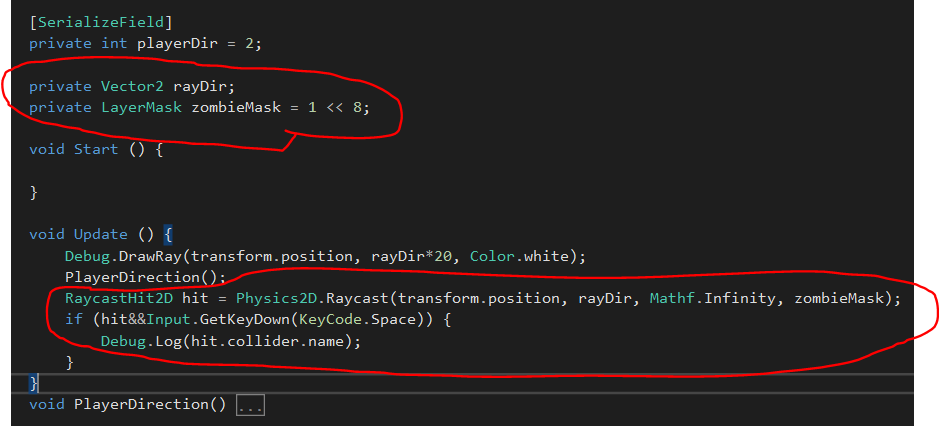 [SerializeField]
private int playerDir = 2;
private Vector2 rayDir;
private LayerMask zombieMask = 1 << 8;
void Start () {
}
void Update () {
Debug.DrawRay(transform.position, rayDir*20, Color.white);
PlayerDirection();
RaycastHit2D hit = Physics2D.Raycast(transform.position, rayDir, Mathf.Infinity, zombieMask);
if (hit&&Input.GetKeyDown(KeyCode.Space)) {
Debug.Log(hit.collider.name);
}
}
void PlayerDirection() ...